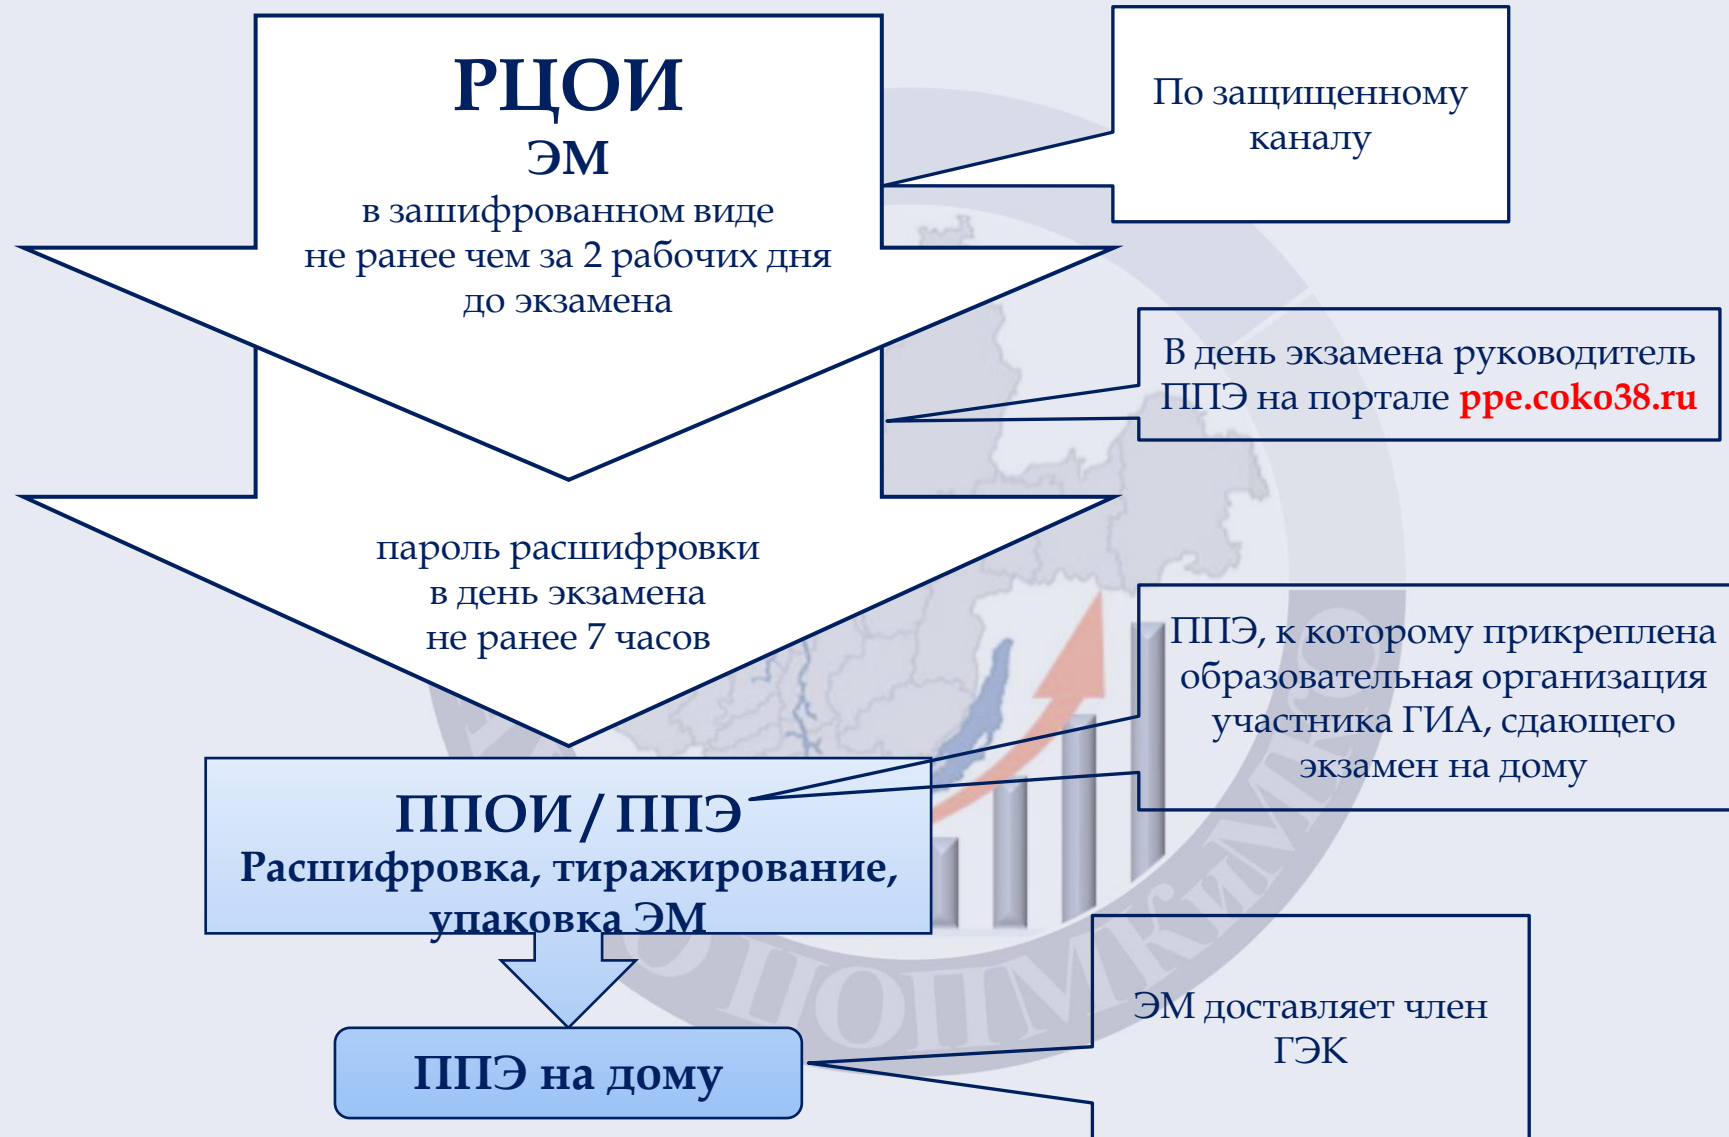 РЦОИ
ЭМ
в зашифрованном виде
не ранее чем за 2 рабочих дня
до экзамена
По защищенному
каналу
В день экзамена руководитель
ППЭ на портале ppe.coko38.ru
пароль расшифровки
в день экзамена
не ранее 7 часов
ППЭ, к которому прикреплена
образовательная организация
участника ГИА, сдающего
экзамен на дому
ППОИ / ППЭ
Расшифровка, тиражирование,
упаковка ЭМ
ЭМ доставляет член
ГЭК
ППЭ на дому